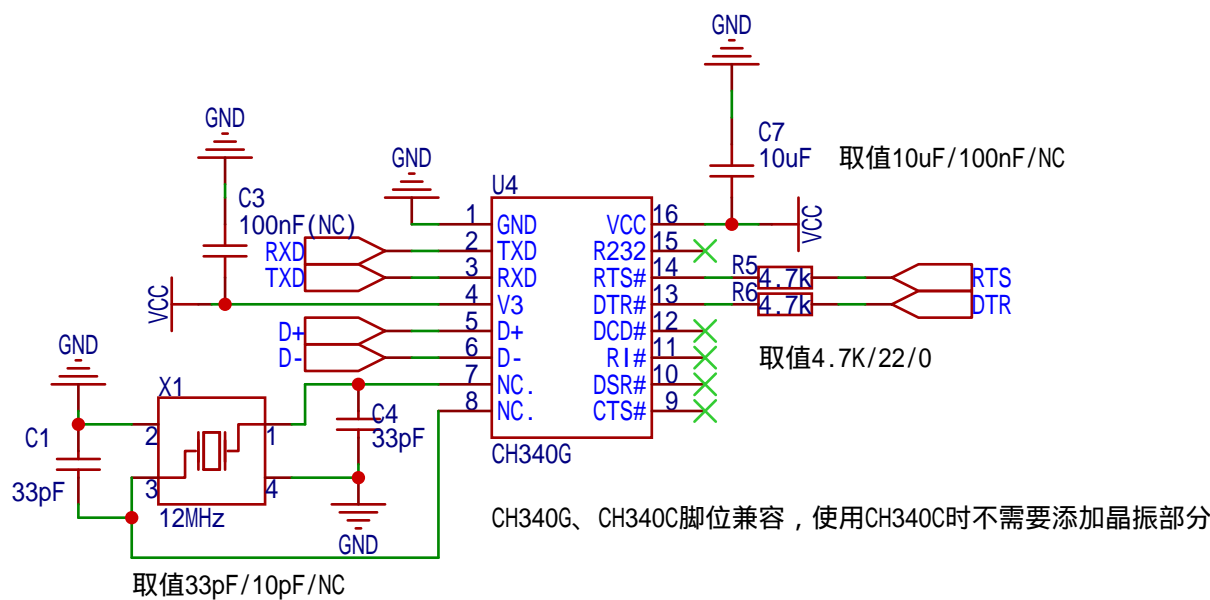 GND
C7
10uF
取值10uF/100nF/NC
GND
C3
100nF(NC)
GND
U4
1 GND VCC 16
VCC
RXD 2 TXD R232 15
TXD 3 RXD RTS# 14 R5 4.7k RTS
VCC 4 V3 DTR# 13 R6 4.7k DTR
D+ 5 D+ DCD# 12
D- 6 D- RI# 11
取值4.7K/22/0
7 NC. DSR# 10
8 NC. CTS# 9
CH340G
GND
X1
C1
33pF
2 1
3 4
12MHz
C4
33pF
GND
CH340G、CH340C脚位兼容，使用CH340C时不需要添加晶振部分
取值33pF/10pF/NC